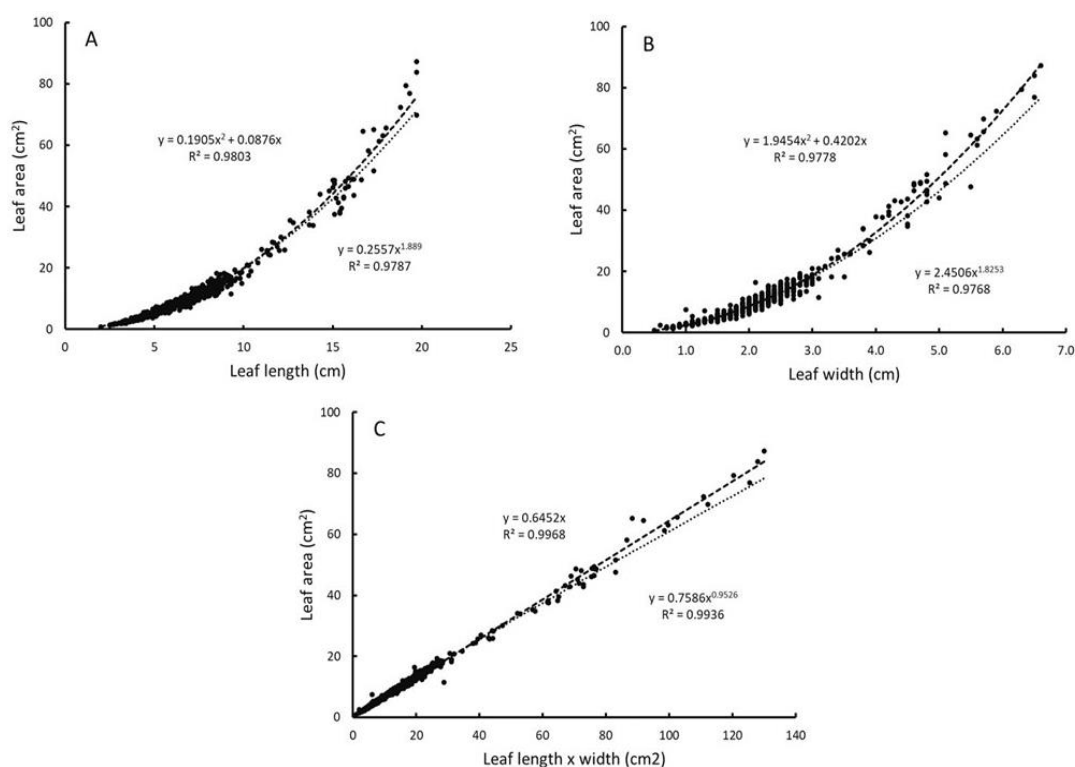 A
Leaf area (cm²)
100
80
60
40
20
0
y = 0.1905x² + 0.0876x
R² = 0.9803
y = 0.2557x^1.889
R² = 0.9787
0 5 10 15 20 25
Leaf length (cm)
B
Leaf area (cm²)
100
80
60
40
20
0
y = 1.9454x² + 0.4202x
R² = 0.9778
y = 2.4506x^1.8253
R² = 0.9768
0.0 1.0 2.0 3.0 4.0 5.0 6.0 7.0
Leaf width (cm)
C
Leaf area (cm²)
100
80
60
40
20
0
y = 0.6452x
R² = 0.9968
y = 0.7586x^0.9526
R² = 0.9936
0 20 40 60 80 100 120 140
Leaf length x width (cm2)